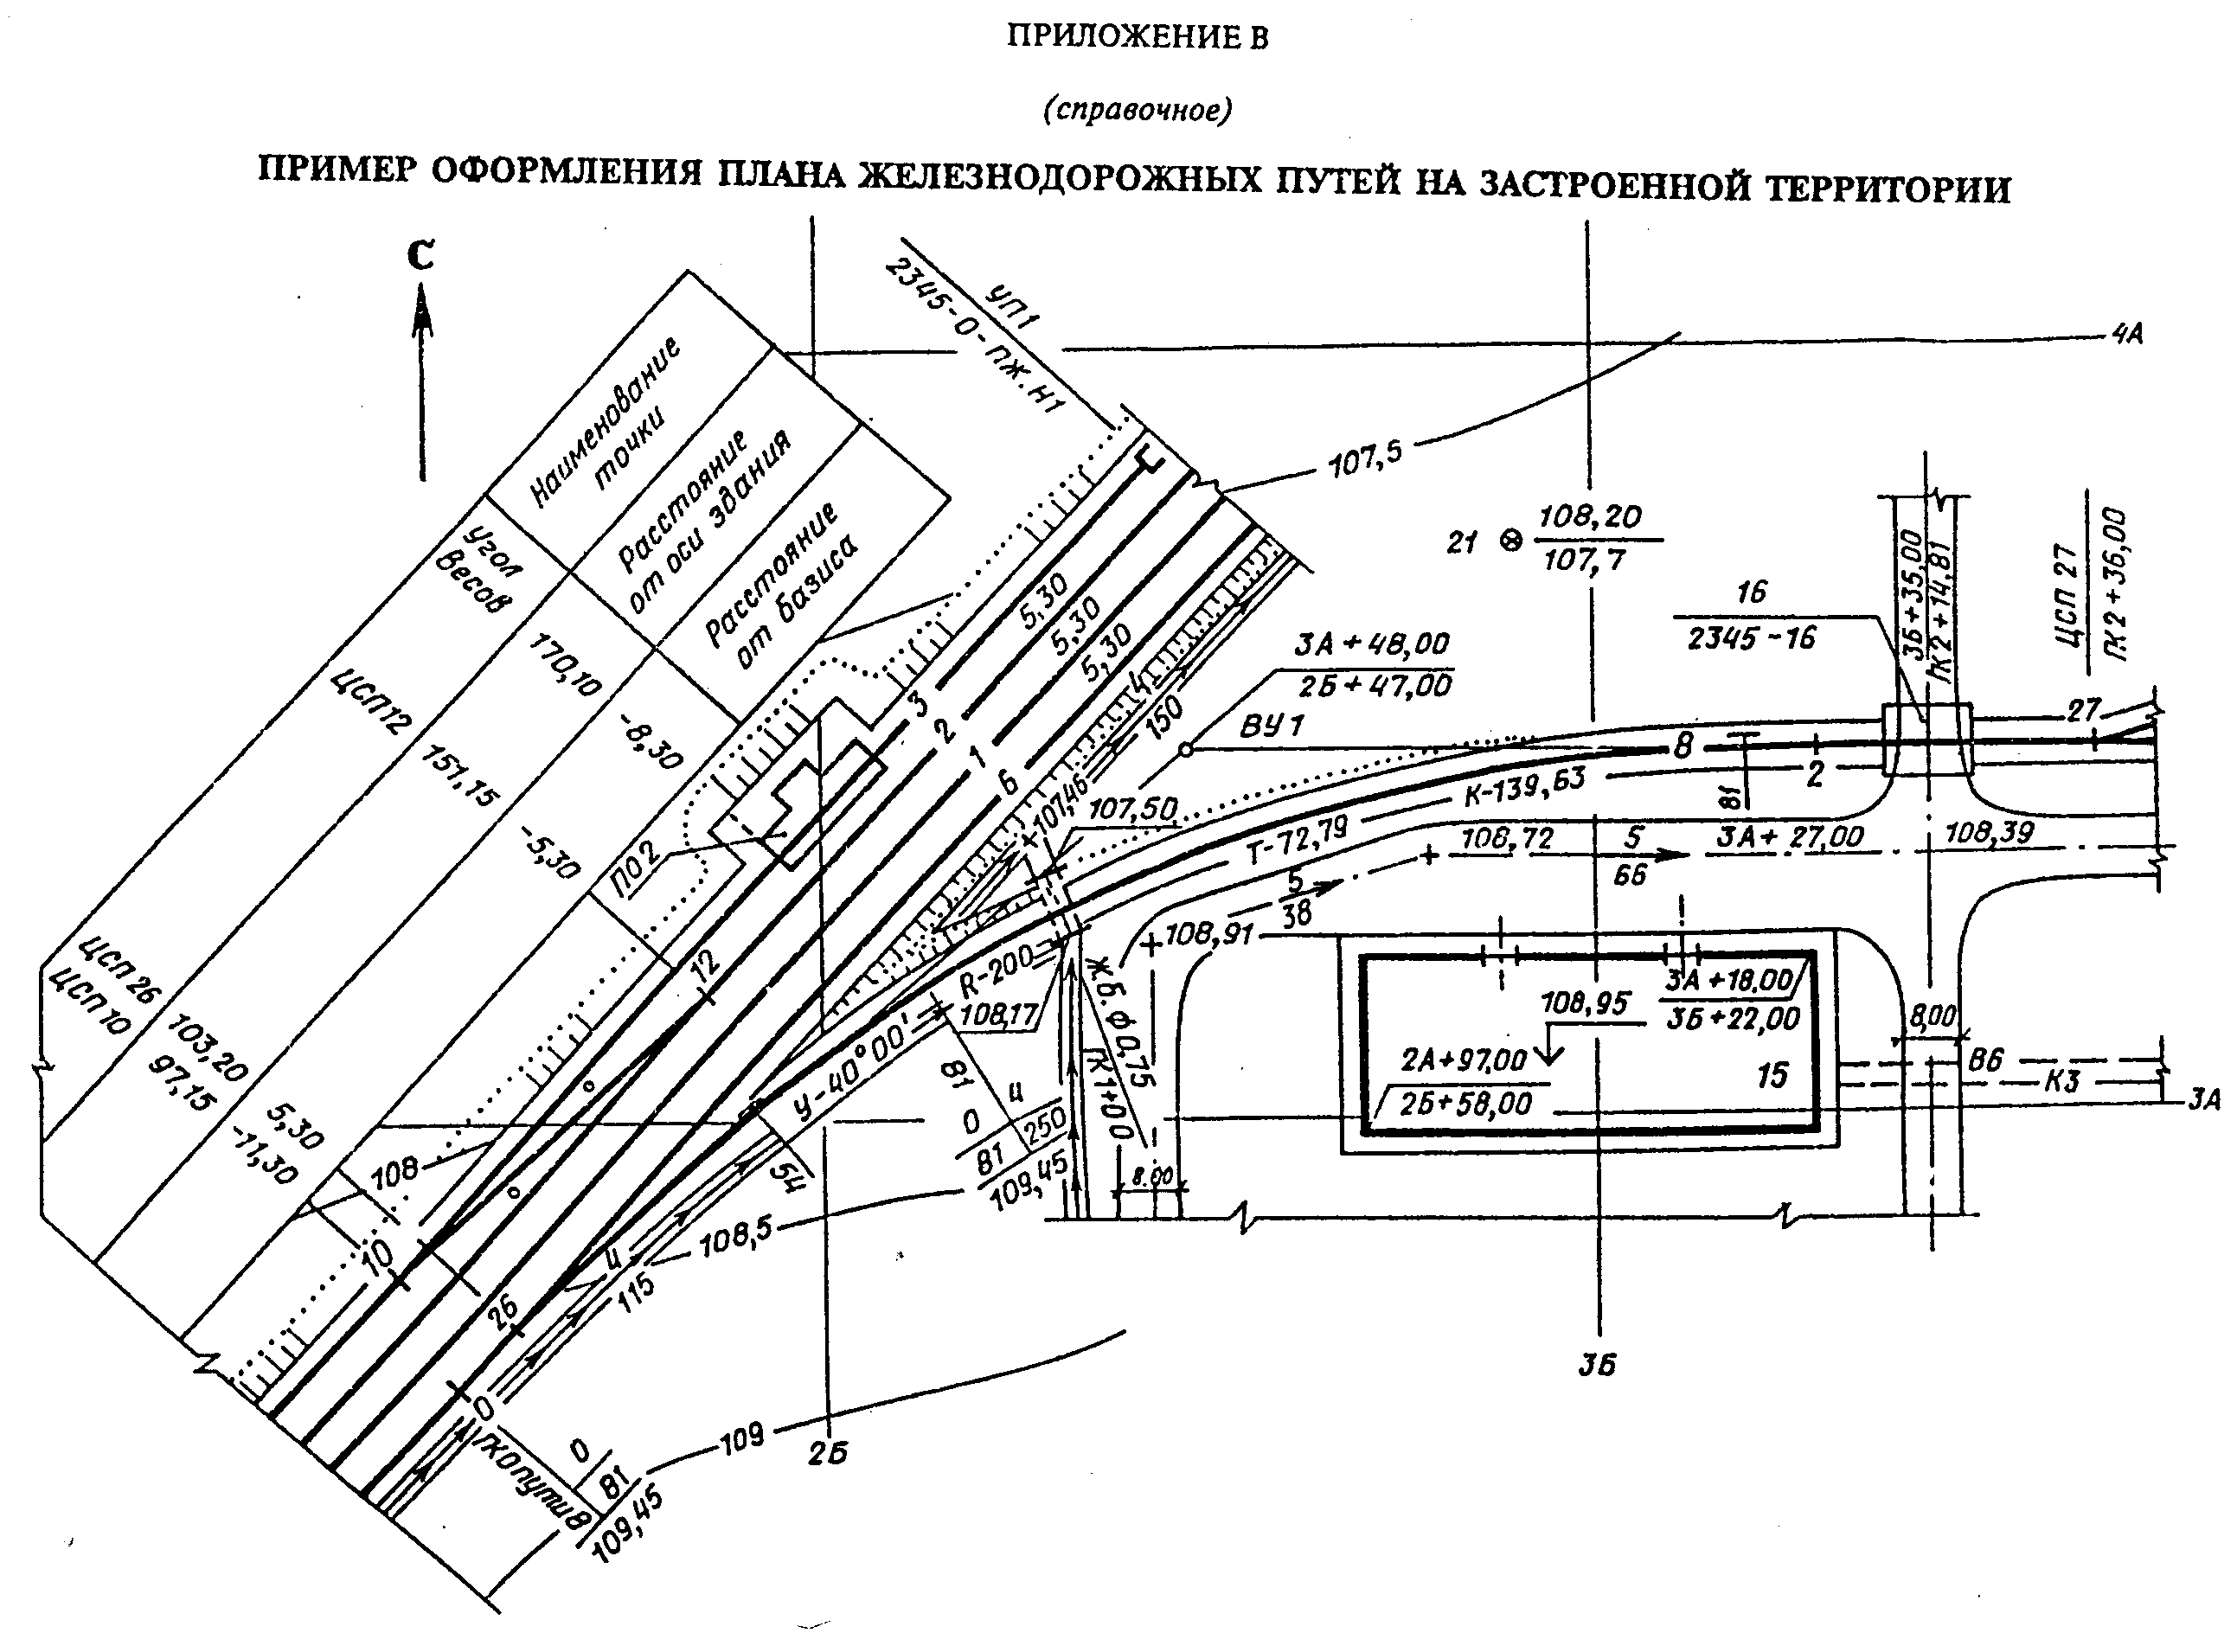 ПРИЛОЖЕНИЕ В
(справочное)
ПРИМЕР ОФОРМЛЕНИЯ ПЛАНА ЖЕЛЕЗНОДОРОЖНЫХ ПУТЕЙ НА ЗАСТРОЕННОЙ ТЕРРИТОРИИ
С
УП1
2345-0-ПЖ.Н1
4А
107,5
Наименование
точки
Расстояние
от оси здания
Расстояние
от базиса
Угол
весов
170,10
-8,30
ЦСП12
151,15
-5,30
ЦСП 26
ЦСП 10
103,20
97,15
5,30
-11,30
5,30
5,30
5,30
3
2
1
6
21
108,20
107,7
16
2345-16
3Б+35,00
ПК2+14,81
ЦСП 27
ПК2+36,00
3А+48,00
2Б+47,00
ВУ1
4
150
107,46
107,50
ПО2
27
8
2
81
К-139,63
Т-72,79
108,72
5
66
3А+27,00
108,39
5
38
108,91
12
R-200
108,17
У-40°00'
Ж.б. ф0,75
ПК1+00
3А+18,00
3Б+22,00
108,95
2А+97,00
2Б+58,00
15
8,00
В6
К3
3А
81
0
4
81
250
109,45
8.00
54
108
108,5
10
4
115
26
3Б
0
ПК0пути8
0
81
109,45
109
2Б